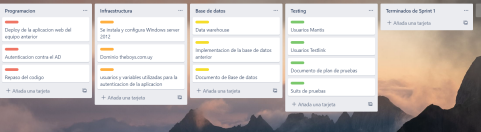 Programacion
Deploy de la aplicacion web del
equipo anterior
Autenticacion contra el AD
Repaso del codigo
+ Añada una tarjeta
Infraestructura
Se instala y configura Windows server
2012
Dominio theboys.com.uy
usuarios y variables utilizadas para la
autenticacion de la aplicacion
+ Añada una tarjeta
Base de datos
Data warehouse
Implementacion de la base de datos
anterior
Documento de Base de datos
+ Añada una tarjeta
Testing
Usuarios Mantis
Usuarios Testlink
Documento de plan de pruebas
Suits de pruebas
+ Añada una tarjeta
Terminados de Sprint 1
+ Añada una tarjeta